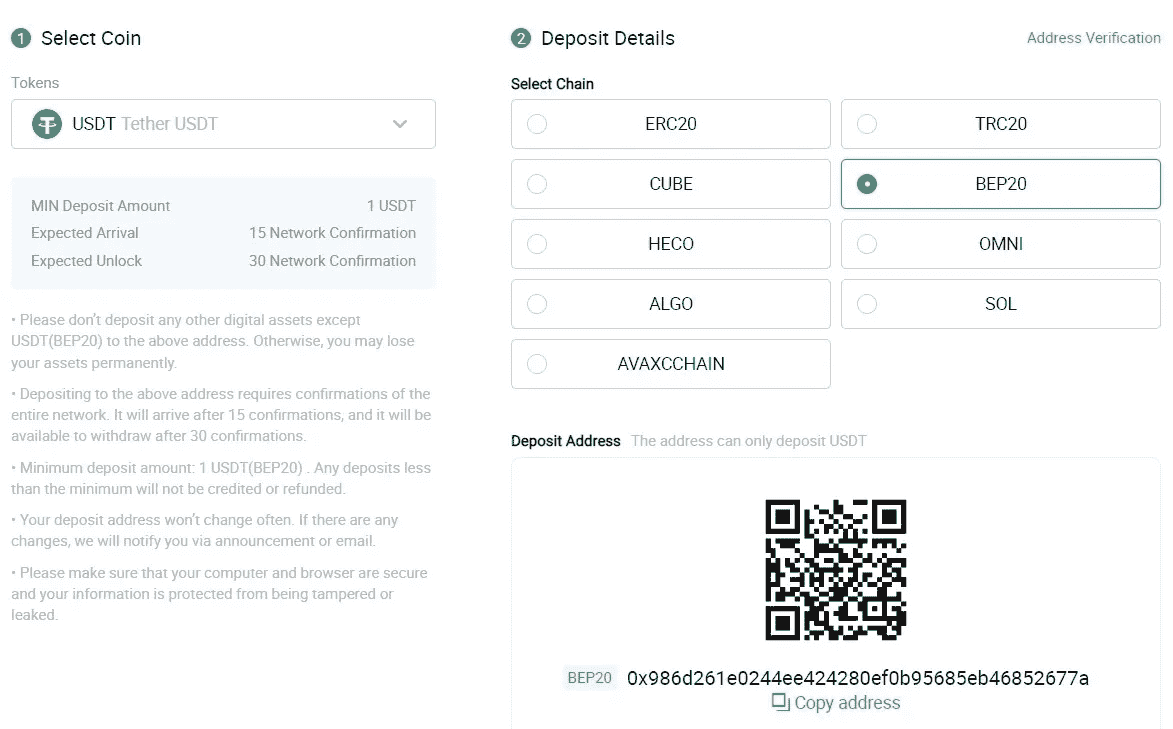 1 Select Coin
Tokens
USDT Tether USDT
MIN Deposit Amount 1 USDT
Expected Arrival 15 Network Confirmation
Expected Unlock 30 Network Confirmation
• Please don't deposit any other digital assets except
USDT(BEP20) to the above address. Otherwise, you may lose
your assets permanently.
• Depositing to the above address requires confirmations of the
entire network. It will arrive after 15 confirmations, and it will be
available to withdraw after 30 confirmations.
• Minimum deposit amount: 1 USDT(BEP20) . Any deposits less
than the minimum will not be credited or refunded.
• Your deposit address won't change often. If there are any
changes, we will notify you via announcement or email.
• Please make sure that your computer and browser are secure
and your information is protected from being tampered or
leaked.
2 Deposit Details
Address Verification
Select Chain
ERC20 TRC20
CUBE BEP20
HECO OMNI
ALGO SOL
AVAXCCHAIN
Deposit Address The address can only deposit USDT
BEP20 0x986d261e0244ee424280ef0b95685eb46852677a
Copy address